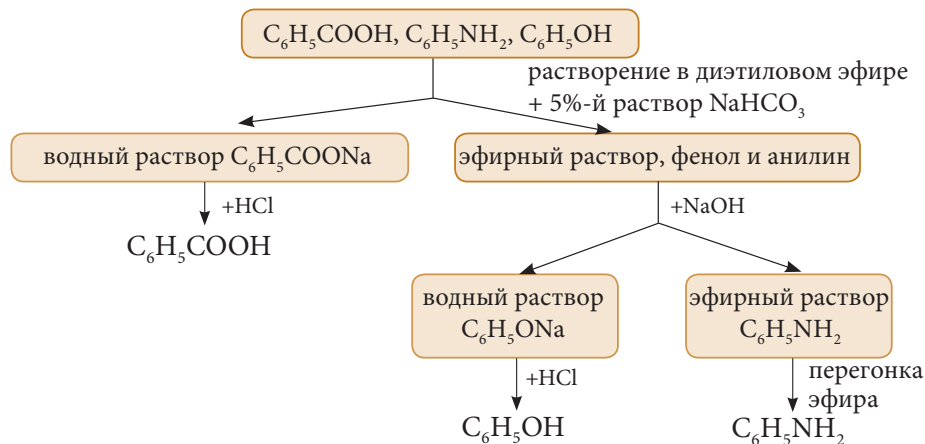 C₆H₅COOH, C₆H₅NH₂, C₆H₅OH
растворение в диэтиловом эфире
+ 5%-й раствор NaHCO₃
водный раствор C₆H₅COONa
эфирный раствор, фенол и анилин
+HCl
+NaOH
C₆H₅COOH
водный раствор
C₆H₅ONa
эфирный раствор
C₆H₅NH₂
+HCl
перегонка
эфира
C₆H₅OH
C₆H₅NH₂